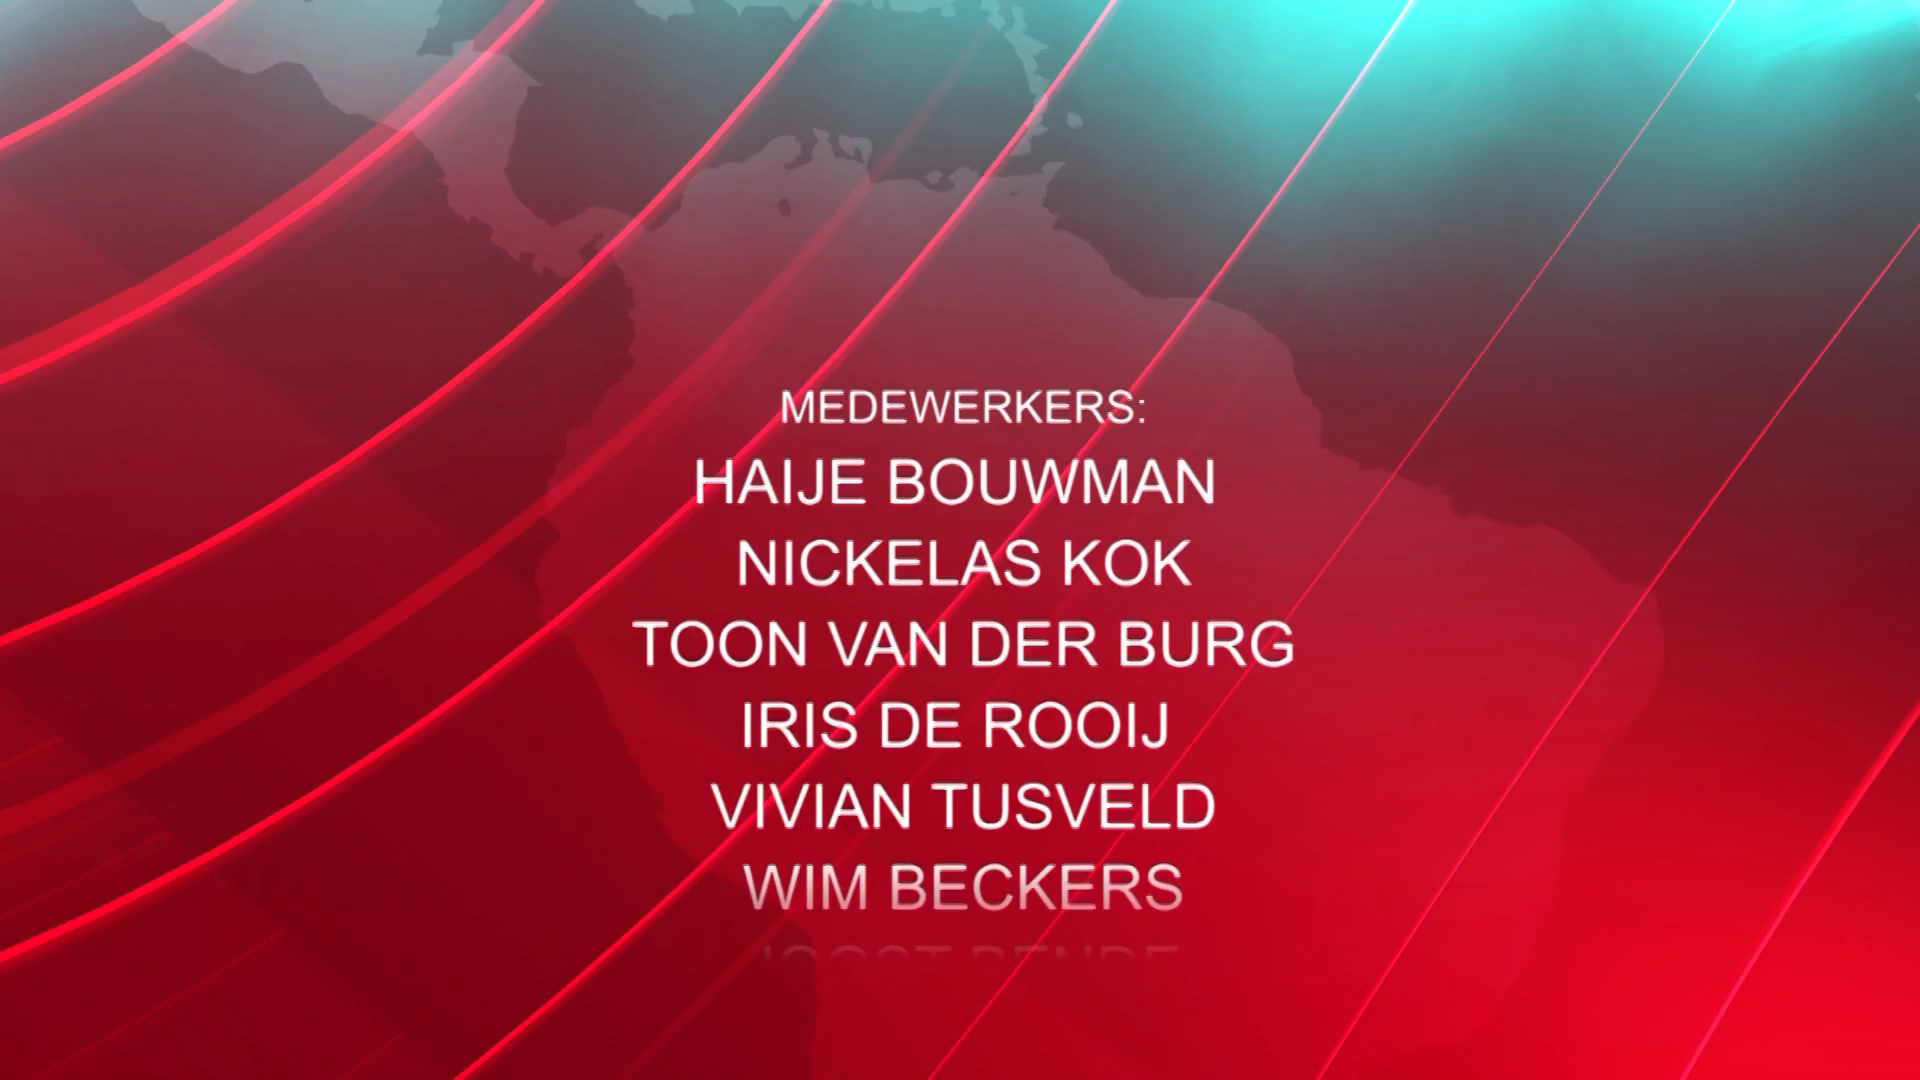 MEDEWERKERS:
HAIJE BOUWMAN
NICKELAS KOK
TOON VAN DER BURG
IRIS DE ROOIJ
VIVIAN TUSVELD
WIM BECKERS